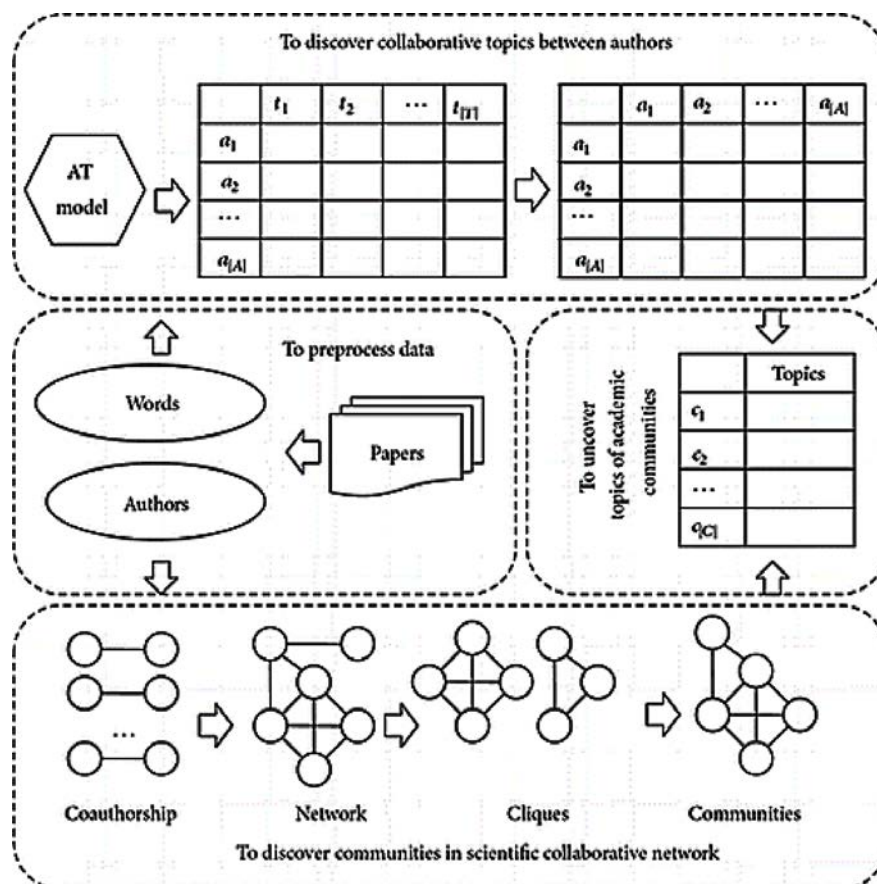 To discover collaborative topics between authors
AT
model
t1 t2 ... t[T]
a1
a2
...
a[A]
a1 a2 ... a[A]
a1
a2
...
a[A]
To preprocess data
Words
Authors
Papers
To uncover
topics of academic
communities
Topics
c1
c2
...
c[C]
...
Coauthorship Network Cliques Communities
To discover communities in scientific collaborative network